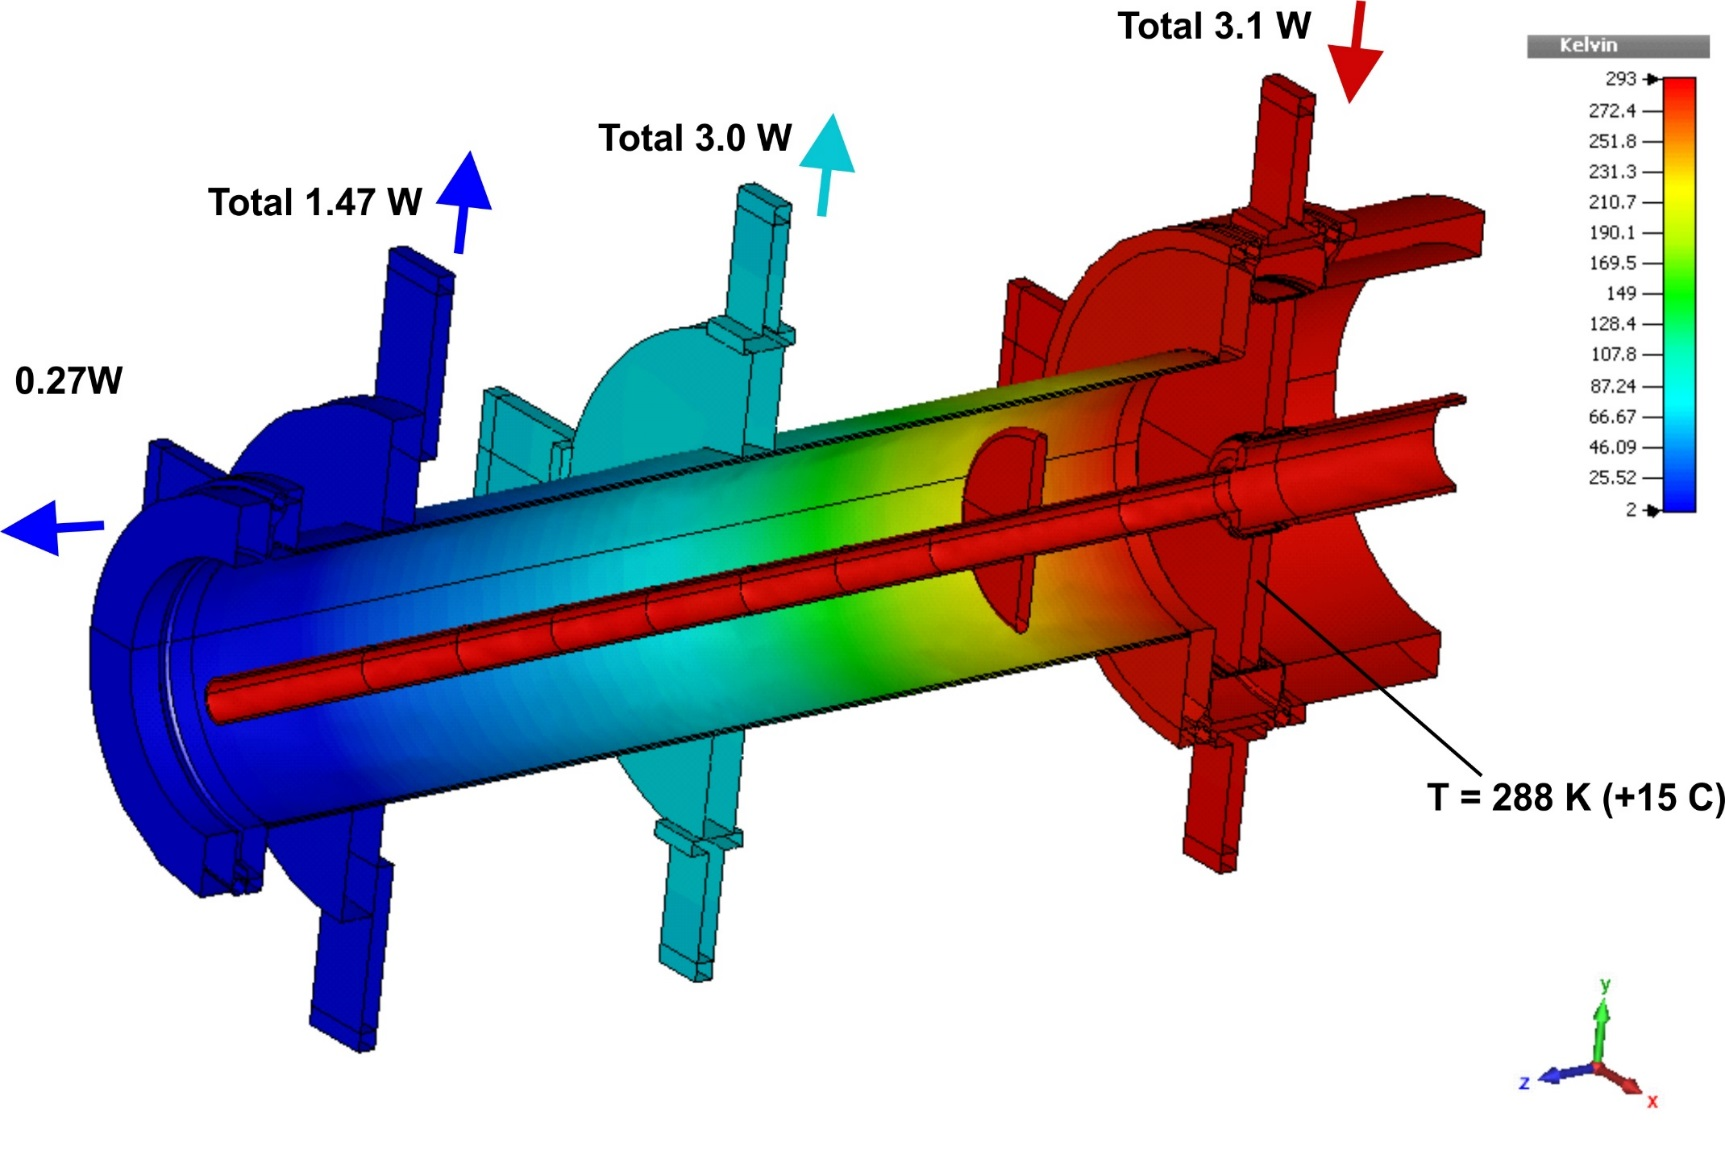 Total 3.1 W
Kelvin
Total 3.0 W
Total 1.47 W
0.27W
293
272.4
251.8
231.3
210.7
190.1
169.5
149
128.4
107.8
87.24
66.67
46.09
25.52
2
T = 288 K (+15 C)
y
z
x